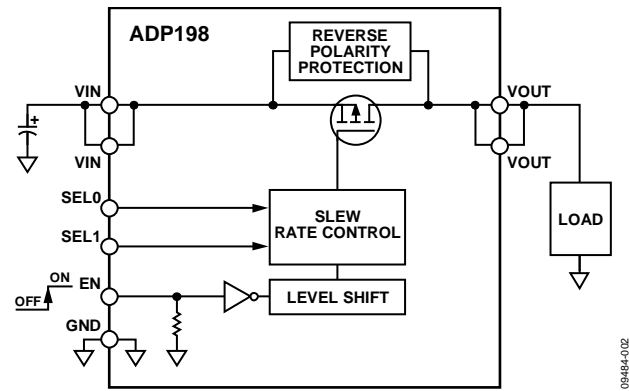 ADP198
REVERSE
POLARITY
PROTECTION
VIN
VOUT
+
VIN
VOUT
SEL0
SLEW
RATE CONTROL
SEL1
LOAD
ON
OFF
EN
LEVEL SHIFT
GND
09484-002